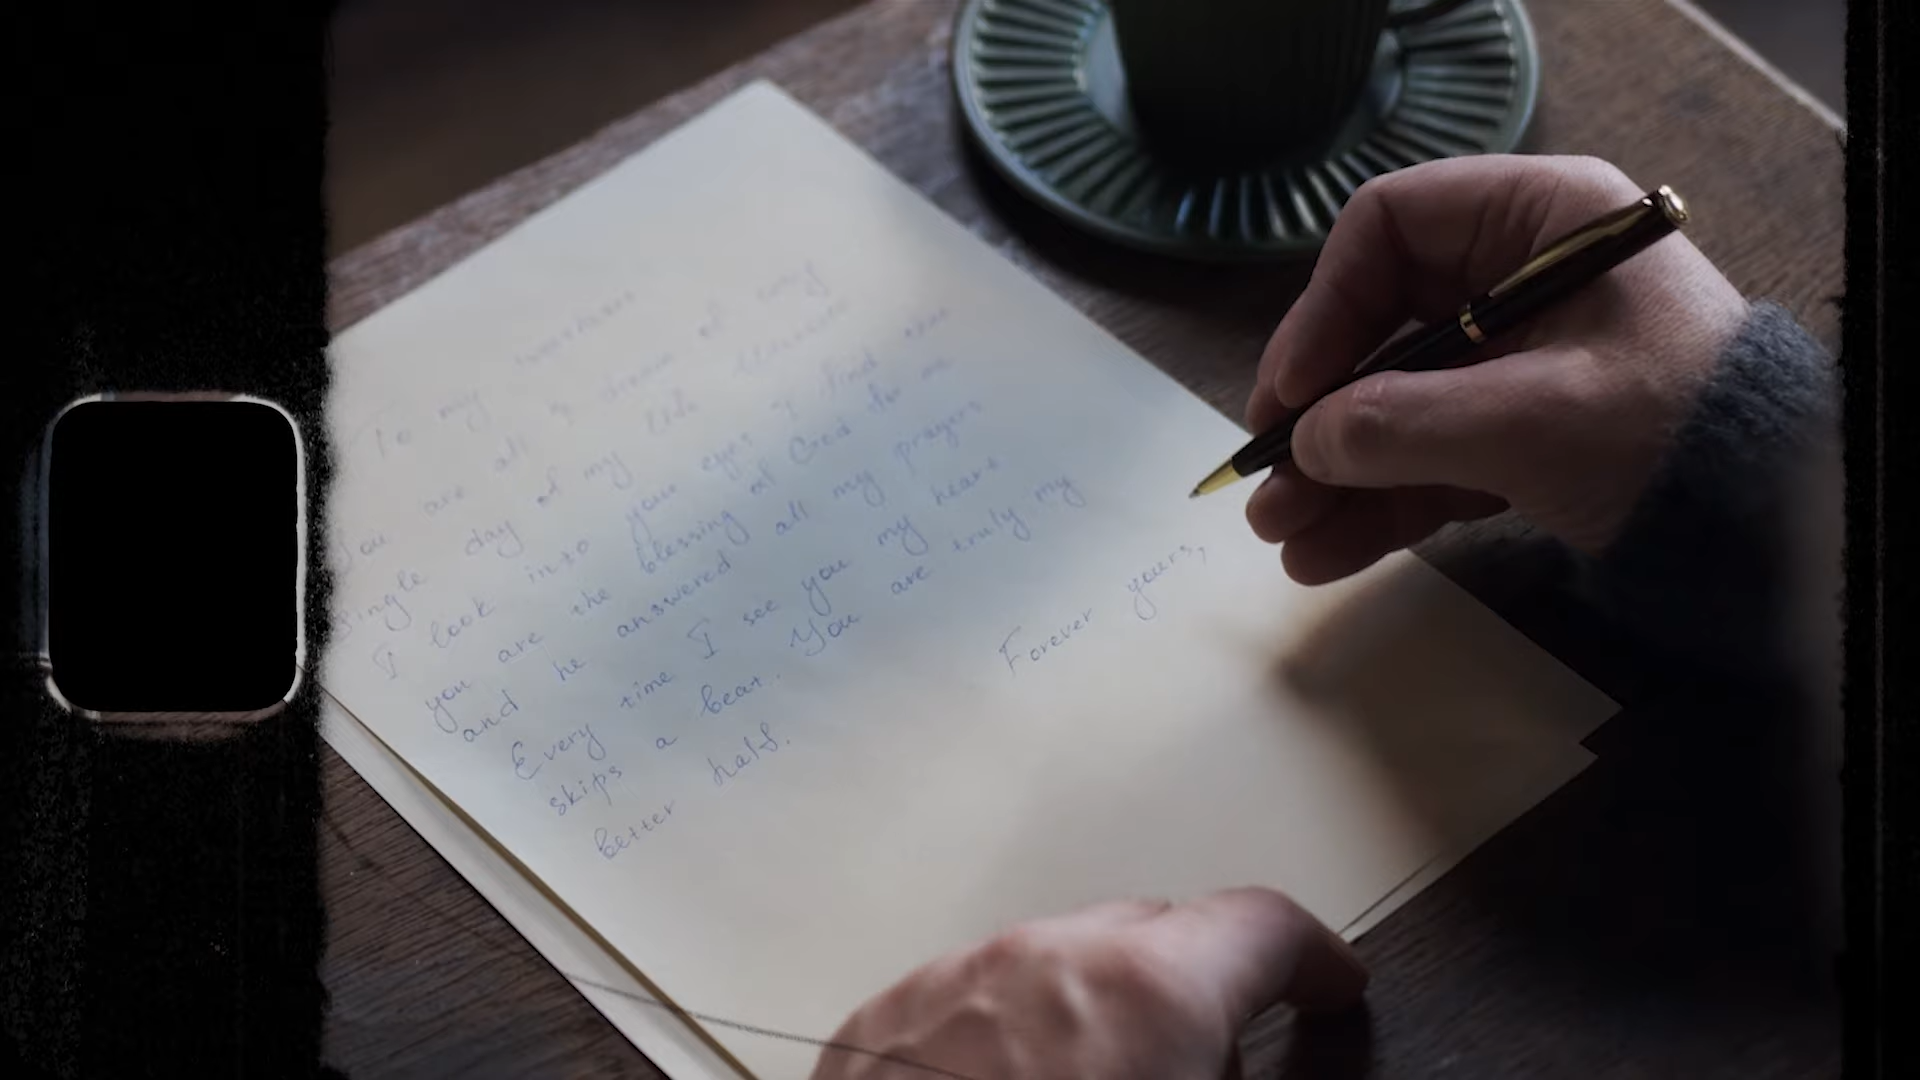 To my
You are all I dream of every
single day of my life
I look into your eyes I find
you are the blessing of God for me
and he answered all my prayers
Every time I see you my heart
skips a beat. You are truly my
better half.
Forever yours,